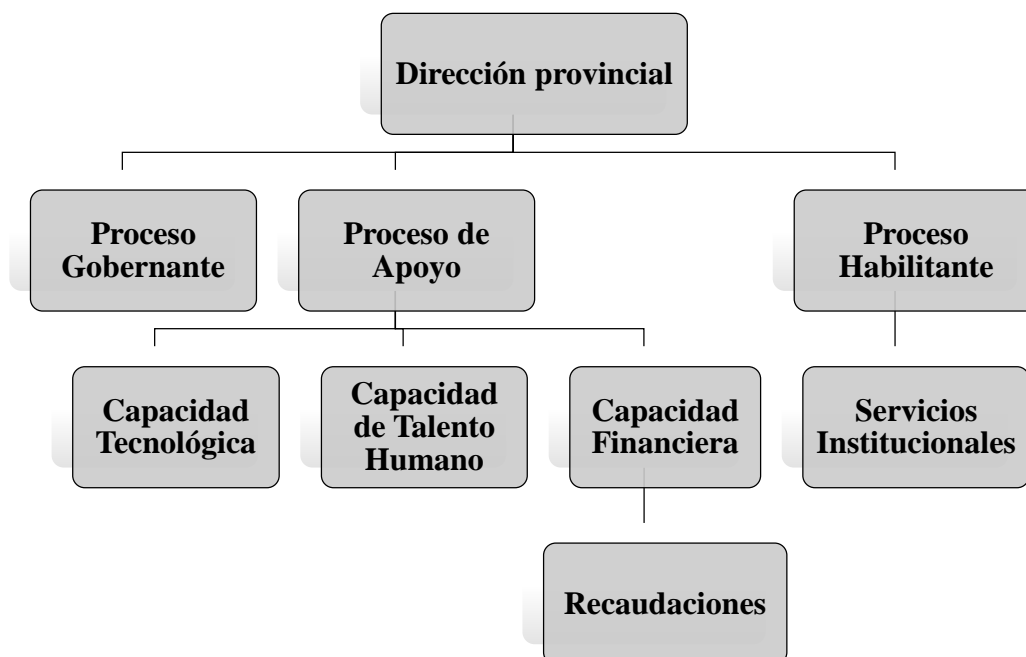 Dirección provincial
Proceso
Gobernante
Proceso de
Apoyo
Proceso
Habilitante
Capacidad
Tecnológica
Capacidad
de Talento
Humano
Capacidad
Financiera
Servicios
Institucionales
Recaudaciones